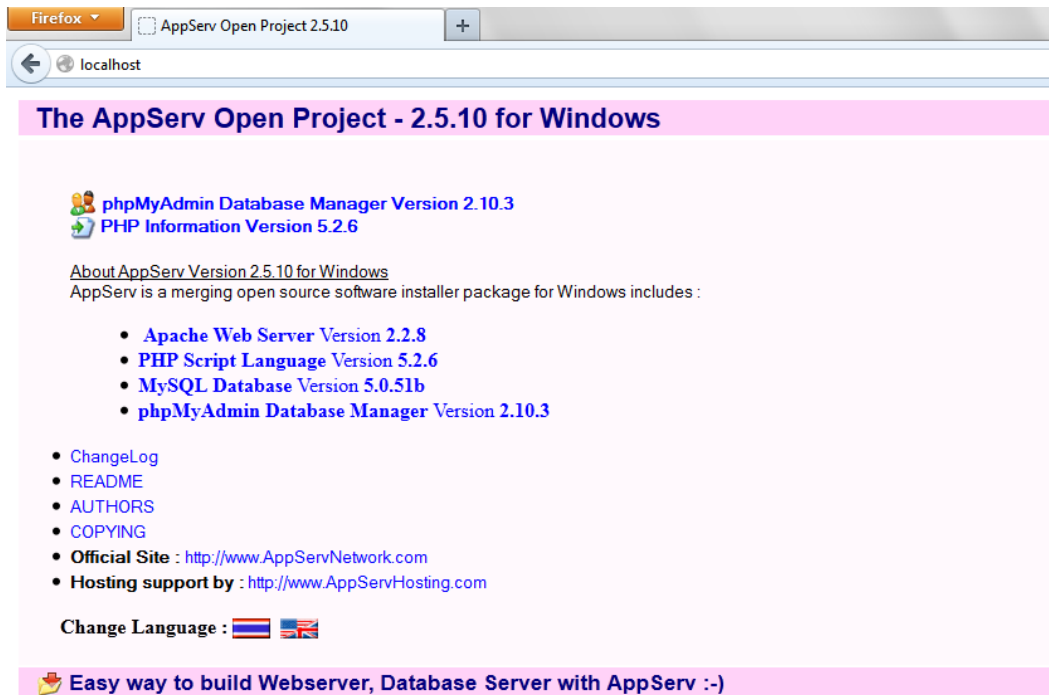 Firefox
AppServ Open Project 2.5.10
+
localhost
The AppServ Open Project - 2.5.10 for Windows
phpMyAdmin Database Manager Version 2.10.3
PHP Information Version 5.2.6
About AppServ Version 2.5.10 for Windows
AppServ is a merging open source software installer package for Windows includes :
• Apache Web Server Version 2.2.8
• PHP Script Language Version 5.2.6
• MySQL Database Version 5.0.51b
• phpMyAdmin Database Manager Version 2.10.3
• ChangeLog
• README
• AUTHORS
• COPYING
• Official Site : http://www.AppServNetwork.com
• Hosting support by : http://www.AppServHosting.com
Change Language :
Easy way to build Webserver, Database Server with AppServ :-)